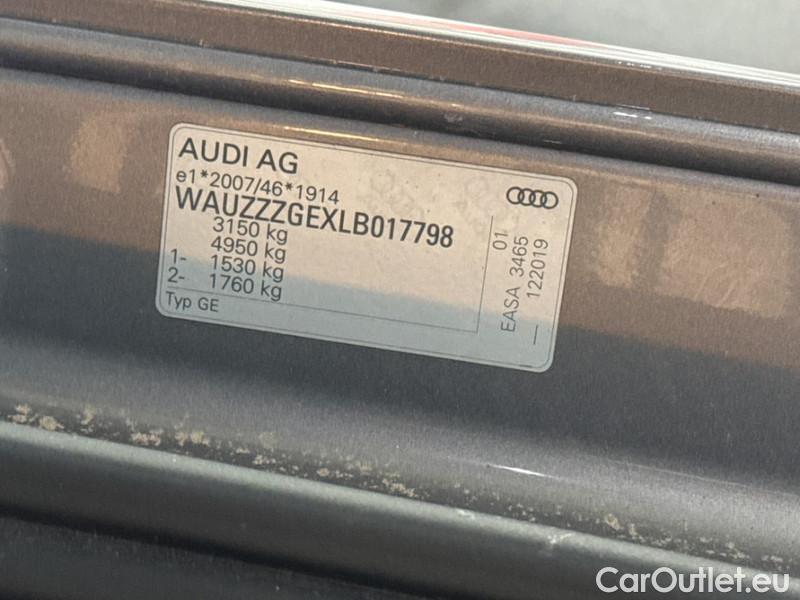 AUDI AG
e1*2007/46*1914
WAUZZZGEXLB017798
3150 kg
4950 kg
1- 1530 kg
2- 1760 kg
Typ GE
01
EASA 3465
— 122019
CarOutlet.eu